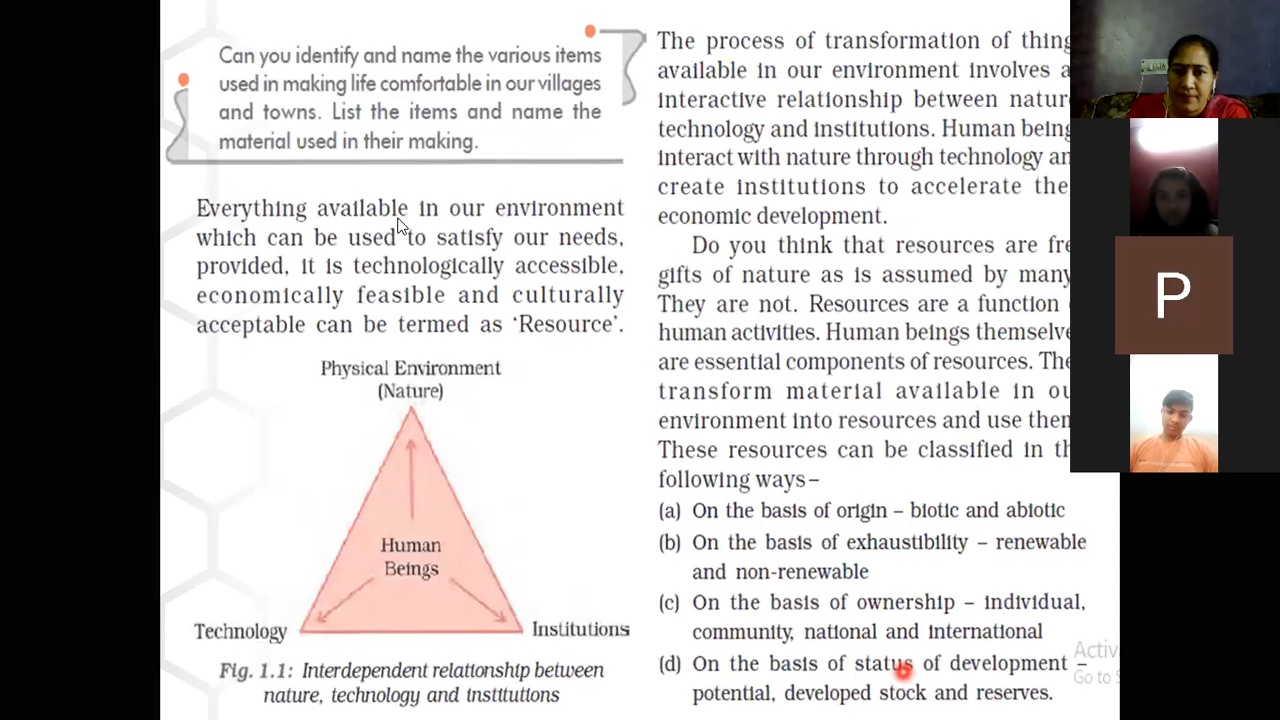 Can you identify and name the various items
used in making life comfortable in our villages
and towns. List the items and name the
material used in their making.
Everything available in our environment
which can be used to satisfy our needs,
provided, it is technologically accessible,
economically feasible and culturally
acceptable can be termed as ‘Resource’.
Physical Environment
(Nature)
Human
Beings
Technology
Institutions
Fig. 1.1: Interdependent relationship between
nature, technology and institutions
The process of transformation of thing
available in our environment involves a
interactive relationship between natur
technology and institutions. Human being
interact with nature through technology an
create institutions to accelerate the
economic development.
Do you think that resources are fre
gifts of nature as is assumed by many
They are not. Resources are a function
human activities. Human beings themselve
are essential components of resources. The
transform material available in ou
environment into resources and use them
These resources can be classified in th
following ways –
(a) On the basis of origin – biotic and abiotic
(b) On the basis of exhaustibility – renewable
and non-renewable
(c) On the basis of ownership – individual,
community, national and international
(d) On the basis of status of development –
potential, developed stock and reserves.
P
Activ
Go to S